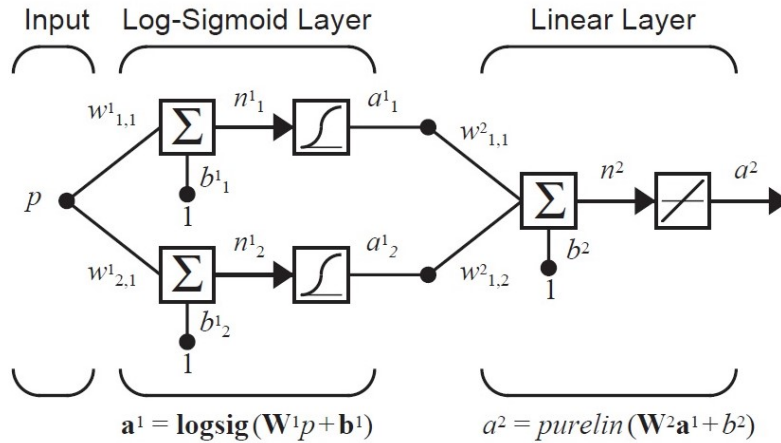 Input Log-Sigmoid Layer Linear Layer
w¹₁,₁ n¹₁ a¹₁ w²₁,₁
Σ
b¹₁
1
p
n² a²
Σ
b²
1
w¹₂,₁ n¹₂ a¹₂ w²₁,₂
Σ
b¹₂
1
a¹ = logsig(W¹p+b¹) a² = purelin(W²a¹+b²)